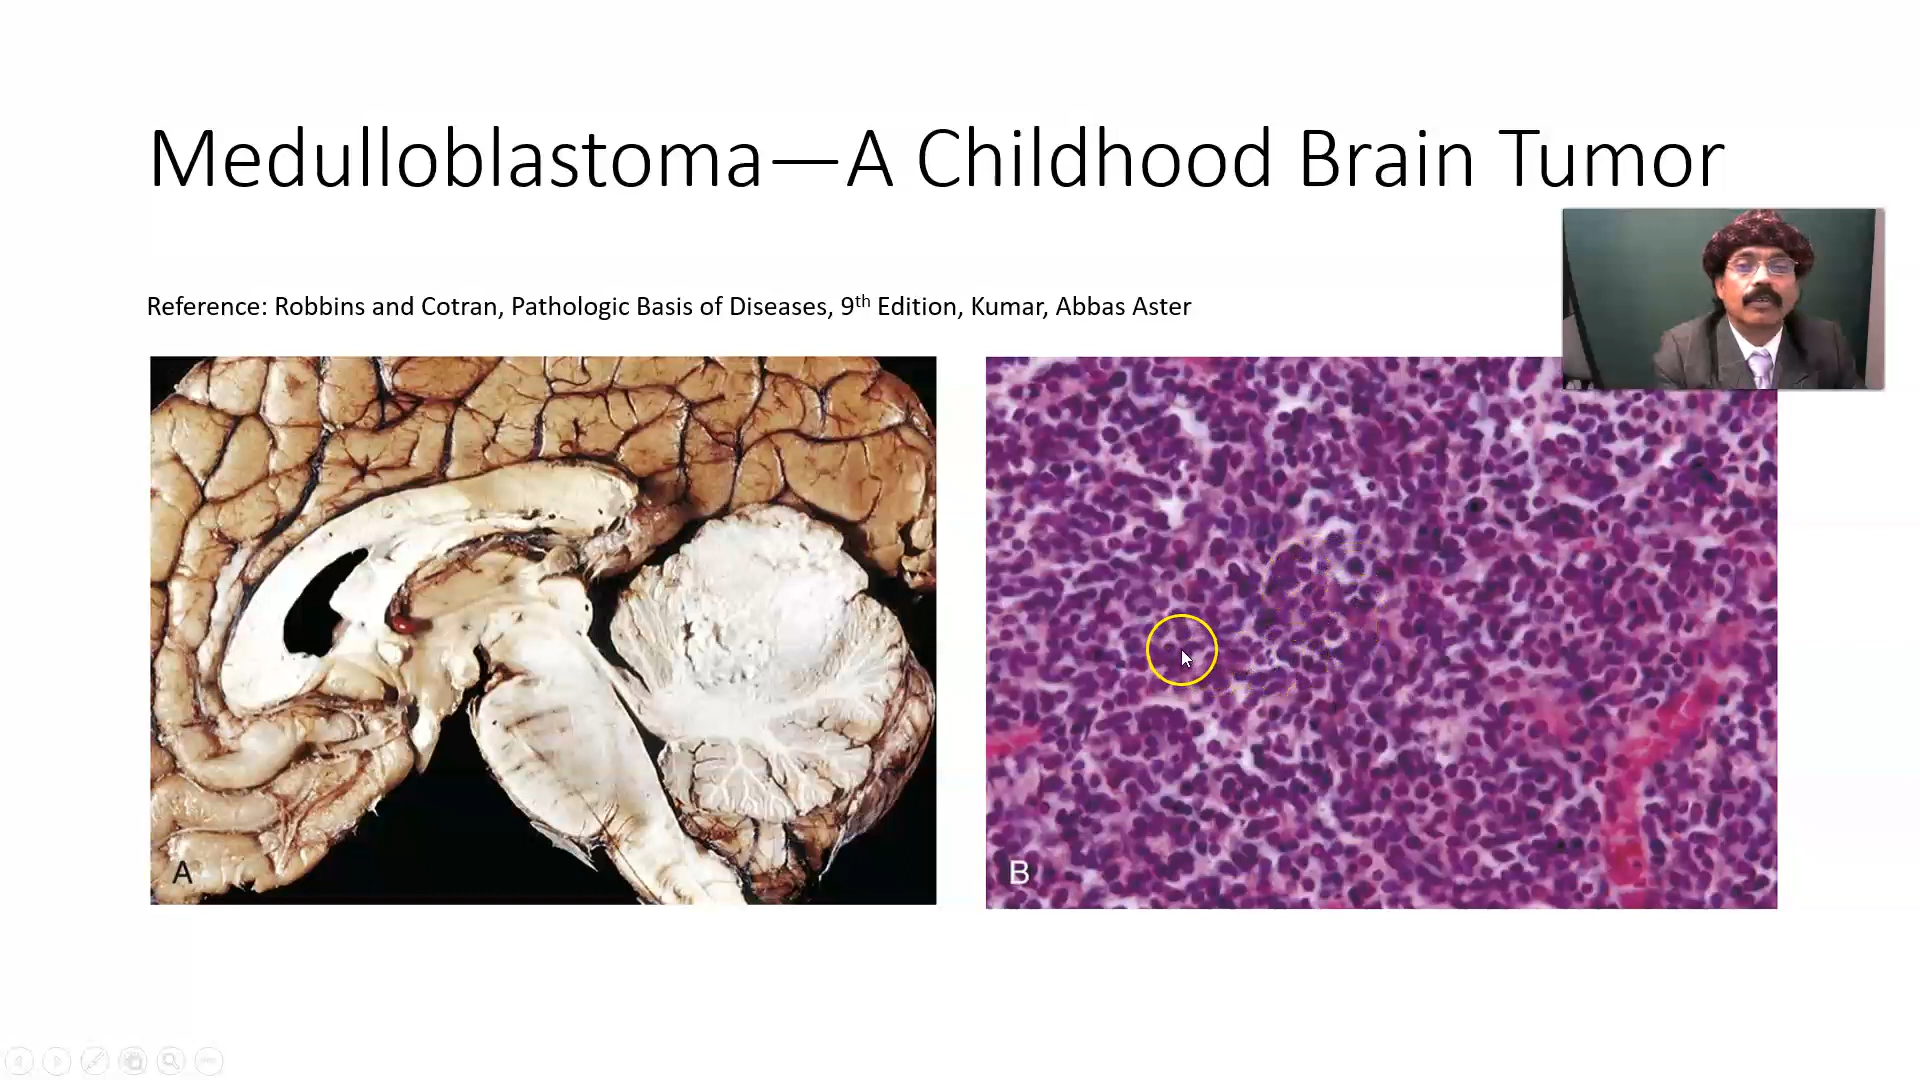 Medulloblastoma—A Childhood Brain Tumor
Reference: Robbins and Cotran, Pathologic Basis of Diseases, 9th Edition, Kumar, Abbas Aster
A
B